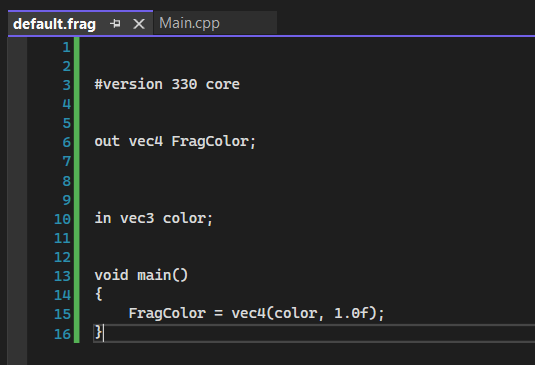 default.frag Main.cpp
1
2
3 #version 330 core
4
5
6 out vec4 FragColor;
7
8
9
10 in vec3 color;
11
12
13 void main()
14 {
15     FragColor = vec4(color, 1.0f);
16 }